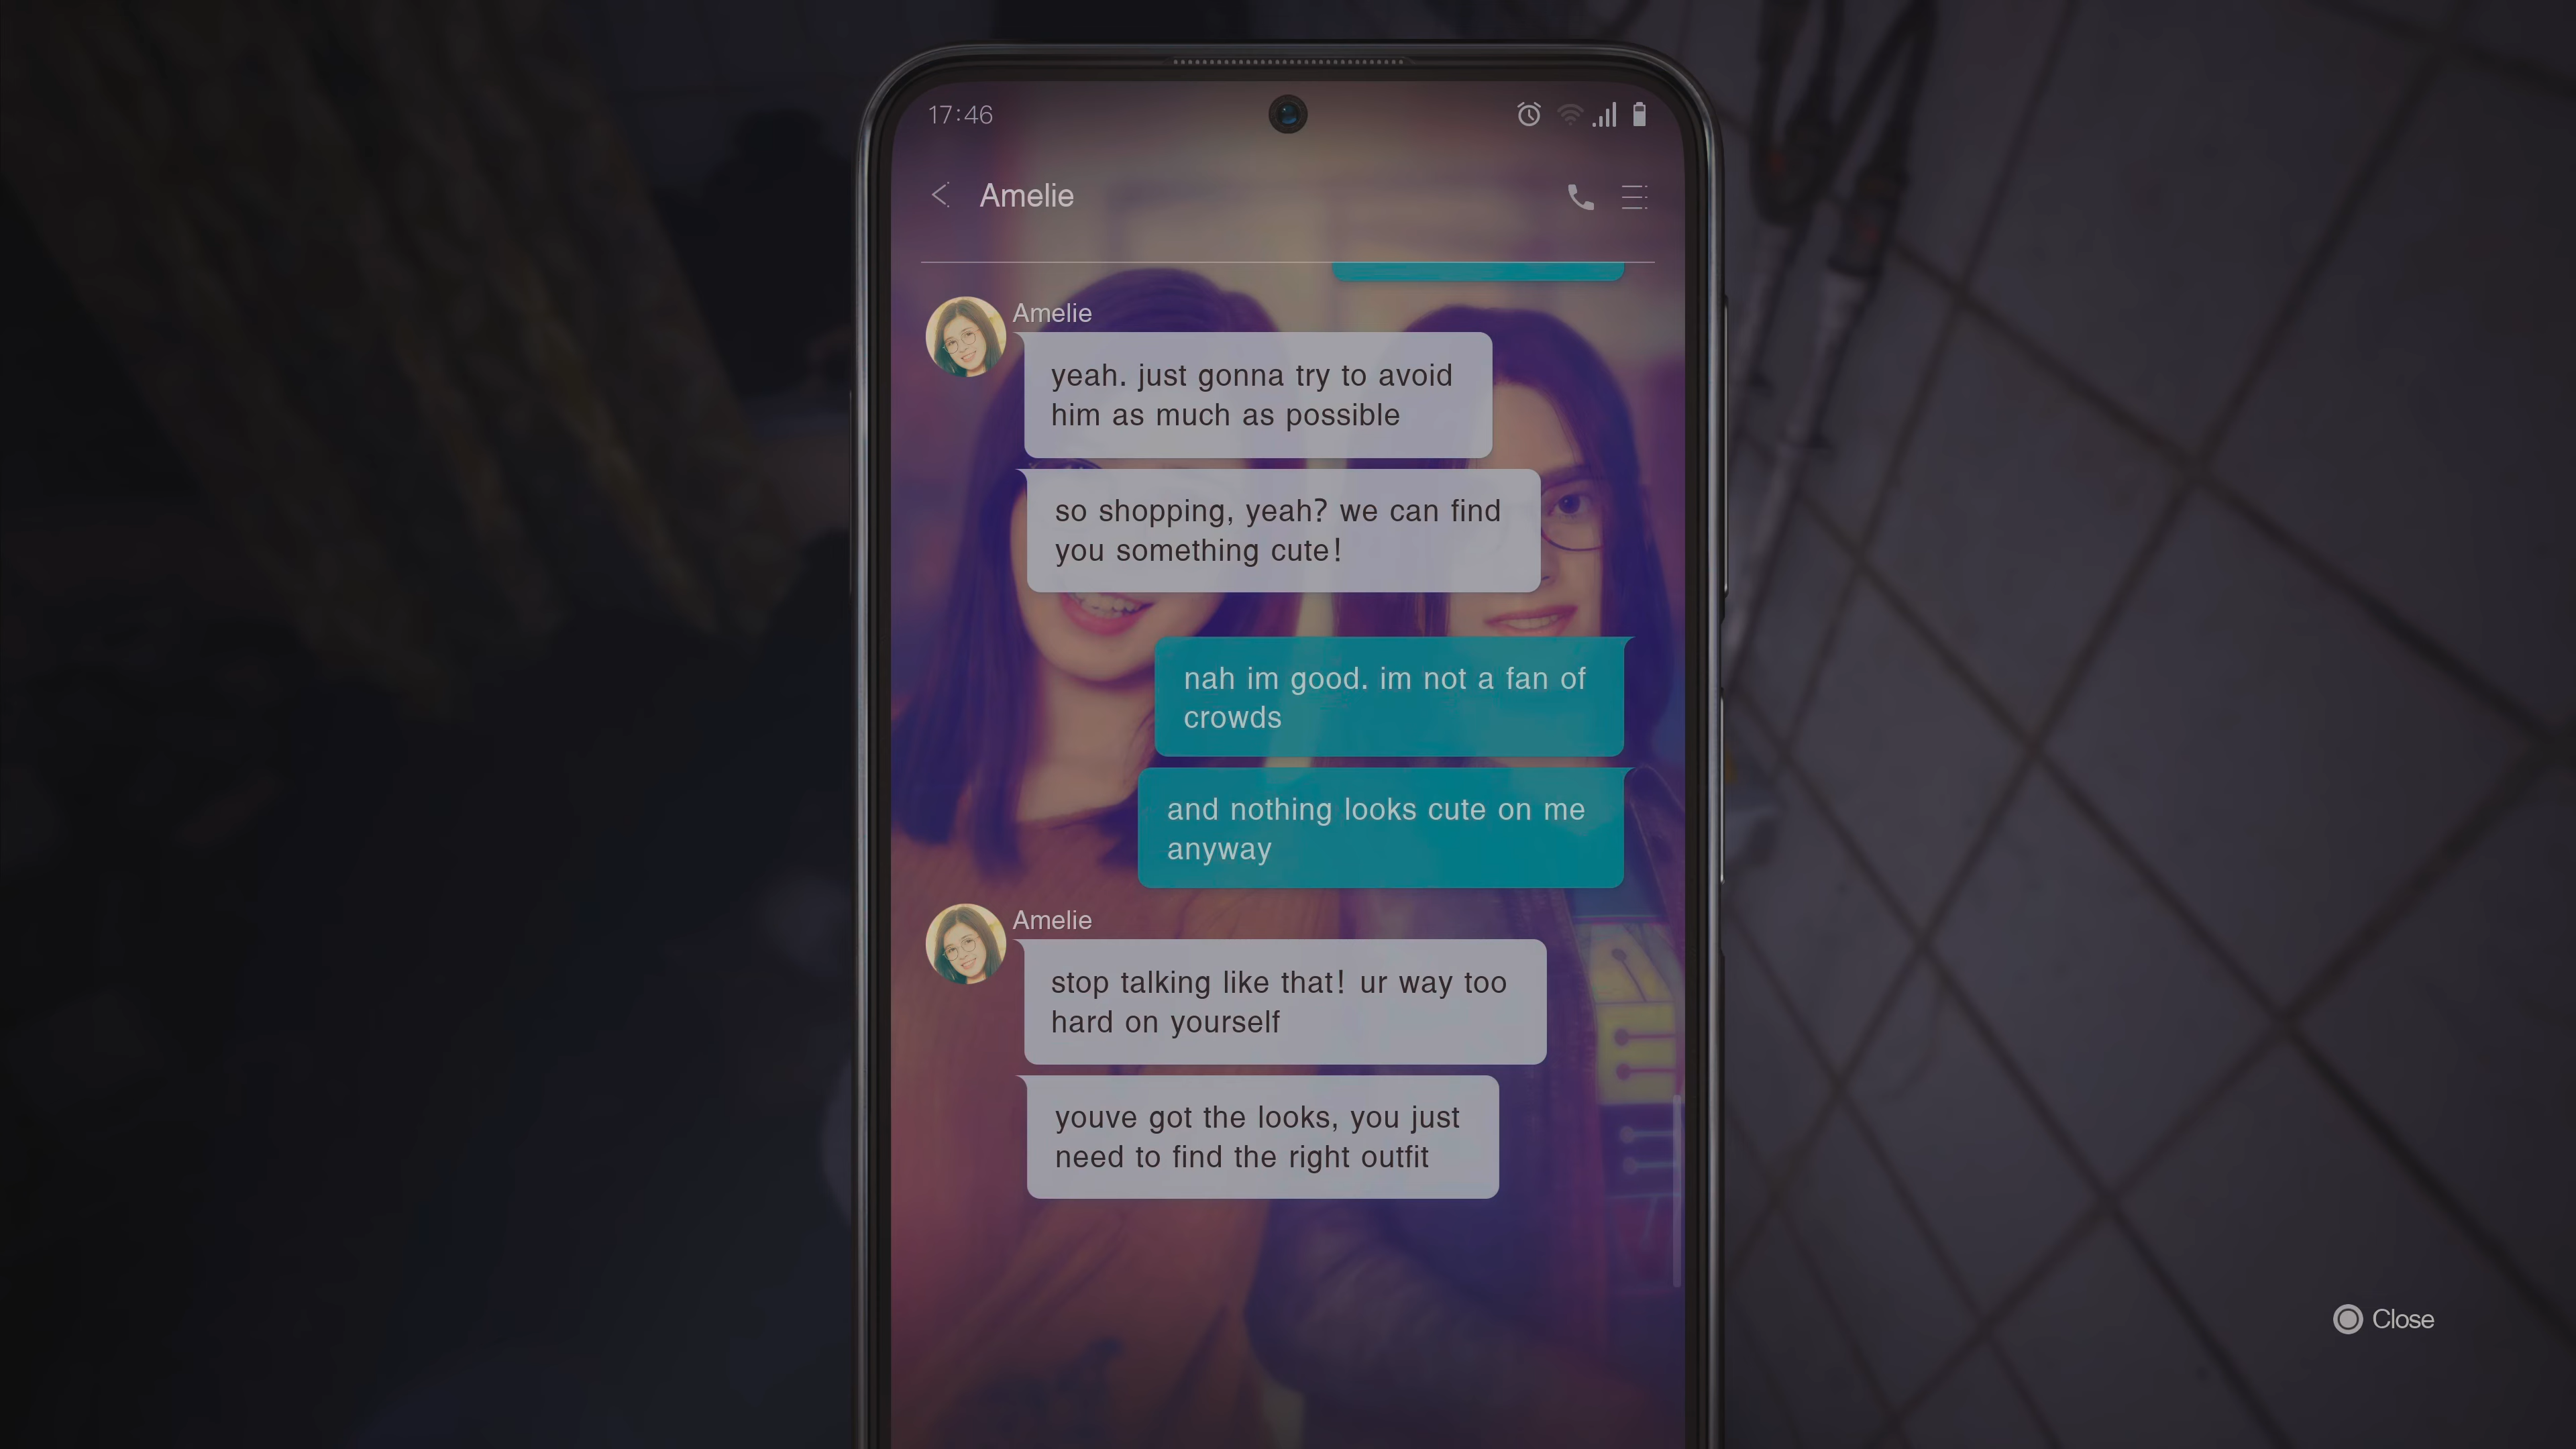 17:46
Amelie
Amelie
yeah. just gonna try to avoid
him as much as possible
so shopping, yeah? we can find
you something cute!
nah im good. im not a fan of
crowds
and nothing looks cute on me
anyway
Amelie
stop talking like that! ur way too
hard on yourself
youve got the looks, you just
need to find the right outfit
Close